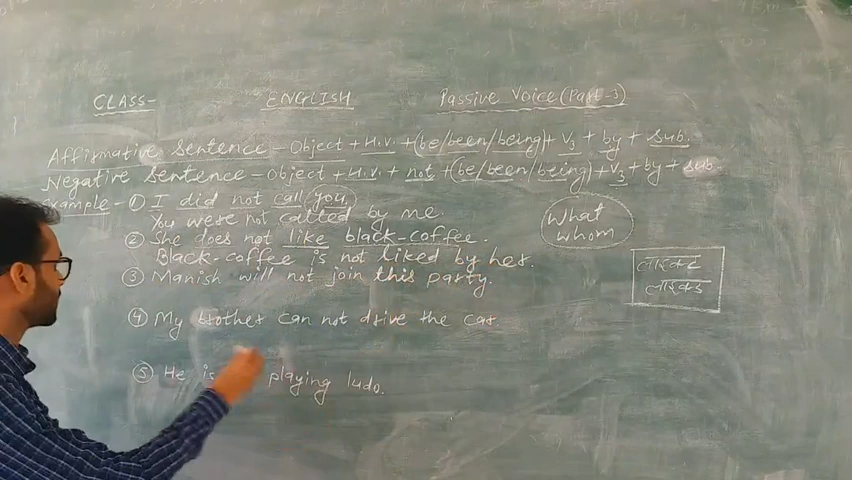 CLASS- ENGLISH Passive Voice (Part-3)
Affirmative Sentence - Object + H.V. + (be/been/being) + V3 + by + sub.
Negative Sentence - Object + H.V. + not + (be/been/being) + V3 + by + sub.
Example - ① I did not call you.
You were not called by me.
② She does not like black-coffee.
Black-coffee is not liked by her.
What
whom
③ Manish will not join this party.
लाइक्ट
लाइक्ड
④ My brother can not drive the car.
⑤ He is playing ludo.